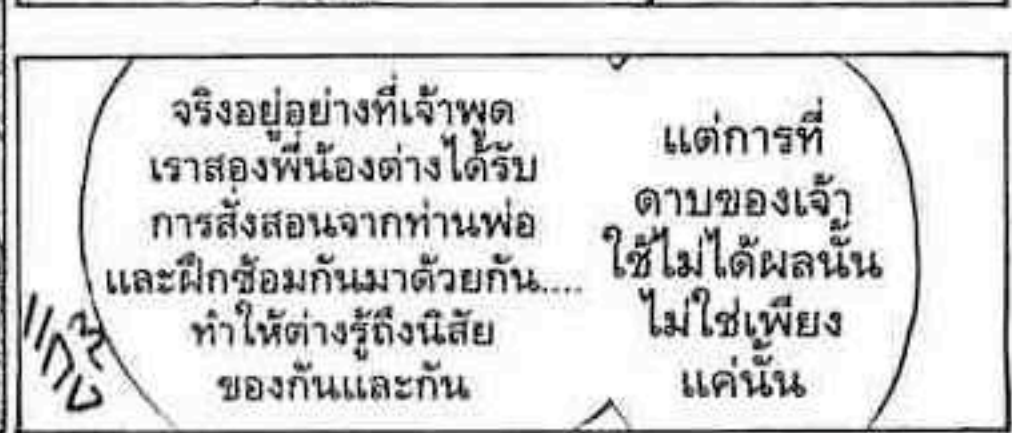 จริงอยู่อย่างที่เจ้าพูด
เราสองพี่น้องต่างได้รับ
การสั่งสอนจากท่านพ่อ
และฝึกซ้อมกันมาด้วยกัน....
ทำให้ต่างรู้ถึงนิสัย
ของกันและกัน
แต่การที่
ดาบของเจ้า
ใช้ไม่ได้ผลนั้น
ไม่ใช่เพียง
แค่นั้น